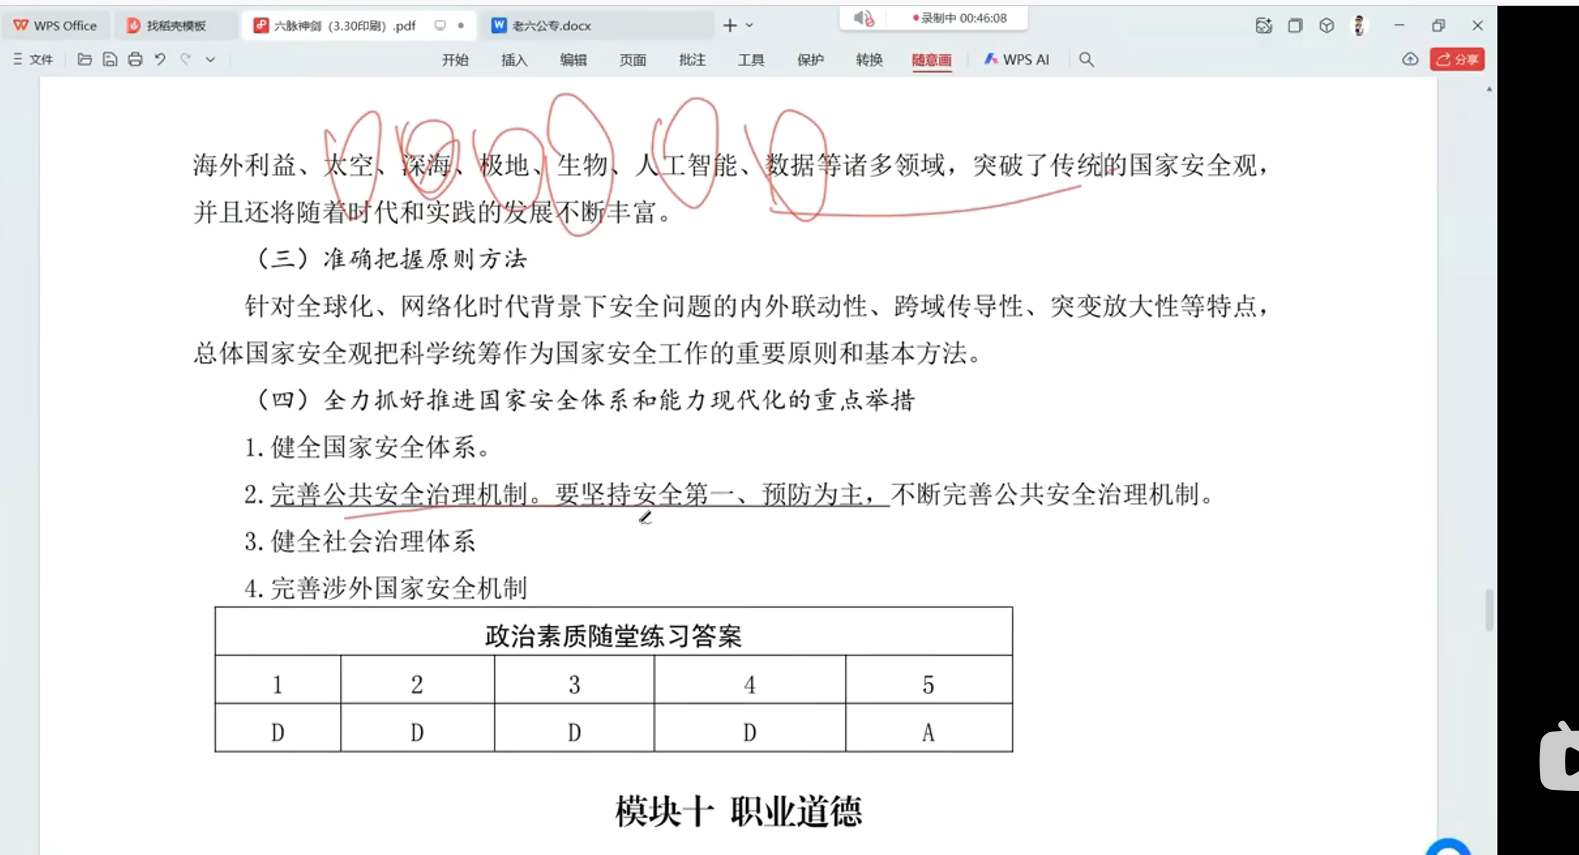 WPS Office 找稻壳模板 六脉神剑（3.30印刷）.pdf 老六公专.docx 录制中 00:46:08
文件 开始 插入 编辑 页面 批注 工具 保护 转换 随意画 WPS AI 分享
海外利益、太空、深海、极地、生物、人工智能、数据等诸多领域，突破了传统的国家安全观，
并且还将随着时代和实践的发展不断丰富。
（三）准确把握原则方法
针对全球化、网络化时代背景下安全问题的内外联动性、跨域传导性、突变放大性等特点，
总体国家安全观把科学统筹作为国家安全工作的重要原则和基本方法。
（四）全力抓好推进国家安全体系和能力现代化的重点举措
1.健全国家安全体系。
2.完善公共安全治理机制。要坚持安全第一、预防为主，不断完善公共安全治理机制。
3.健全社会治理体系
4.完善涉外国家安全机制
政治素质随堂练习答案
1 2 3 4 5
D D D D A
模块十 职业道德